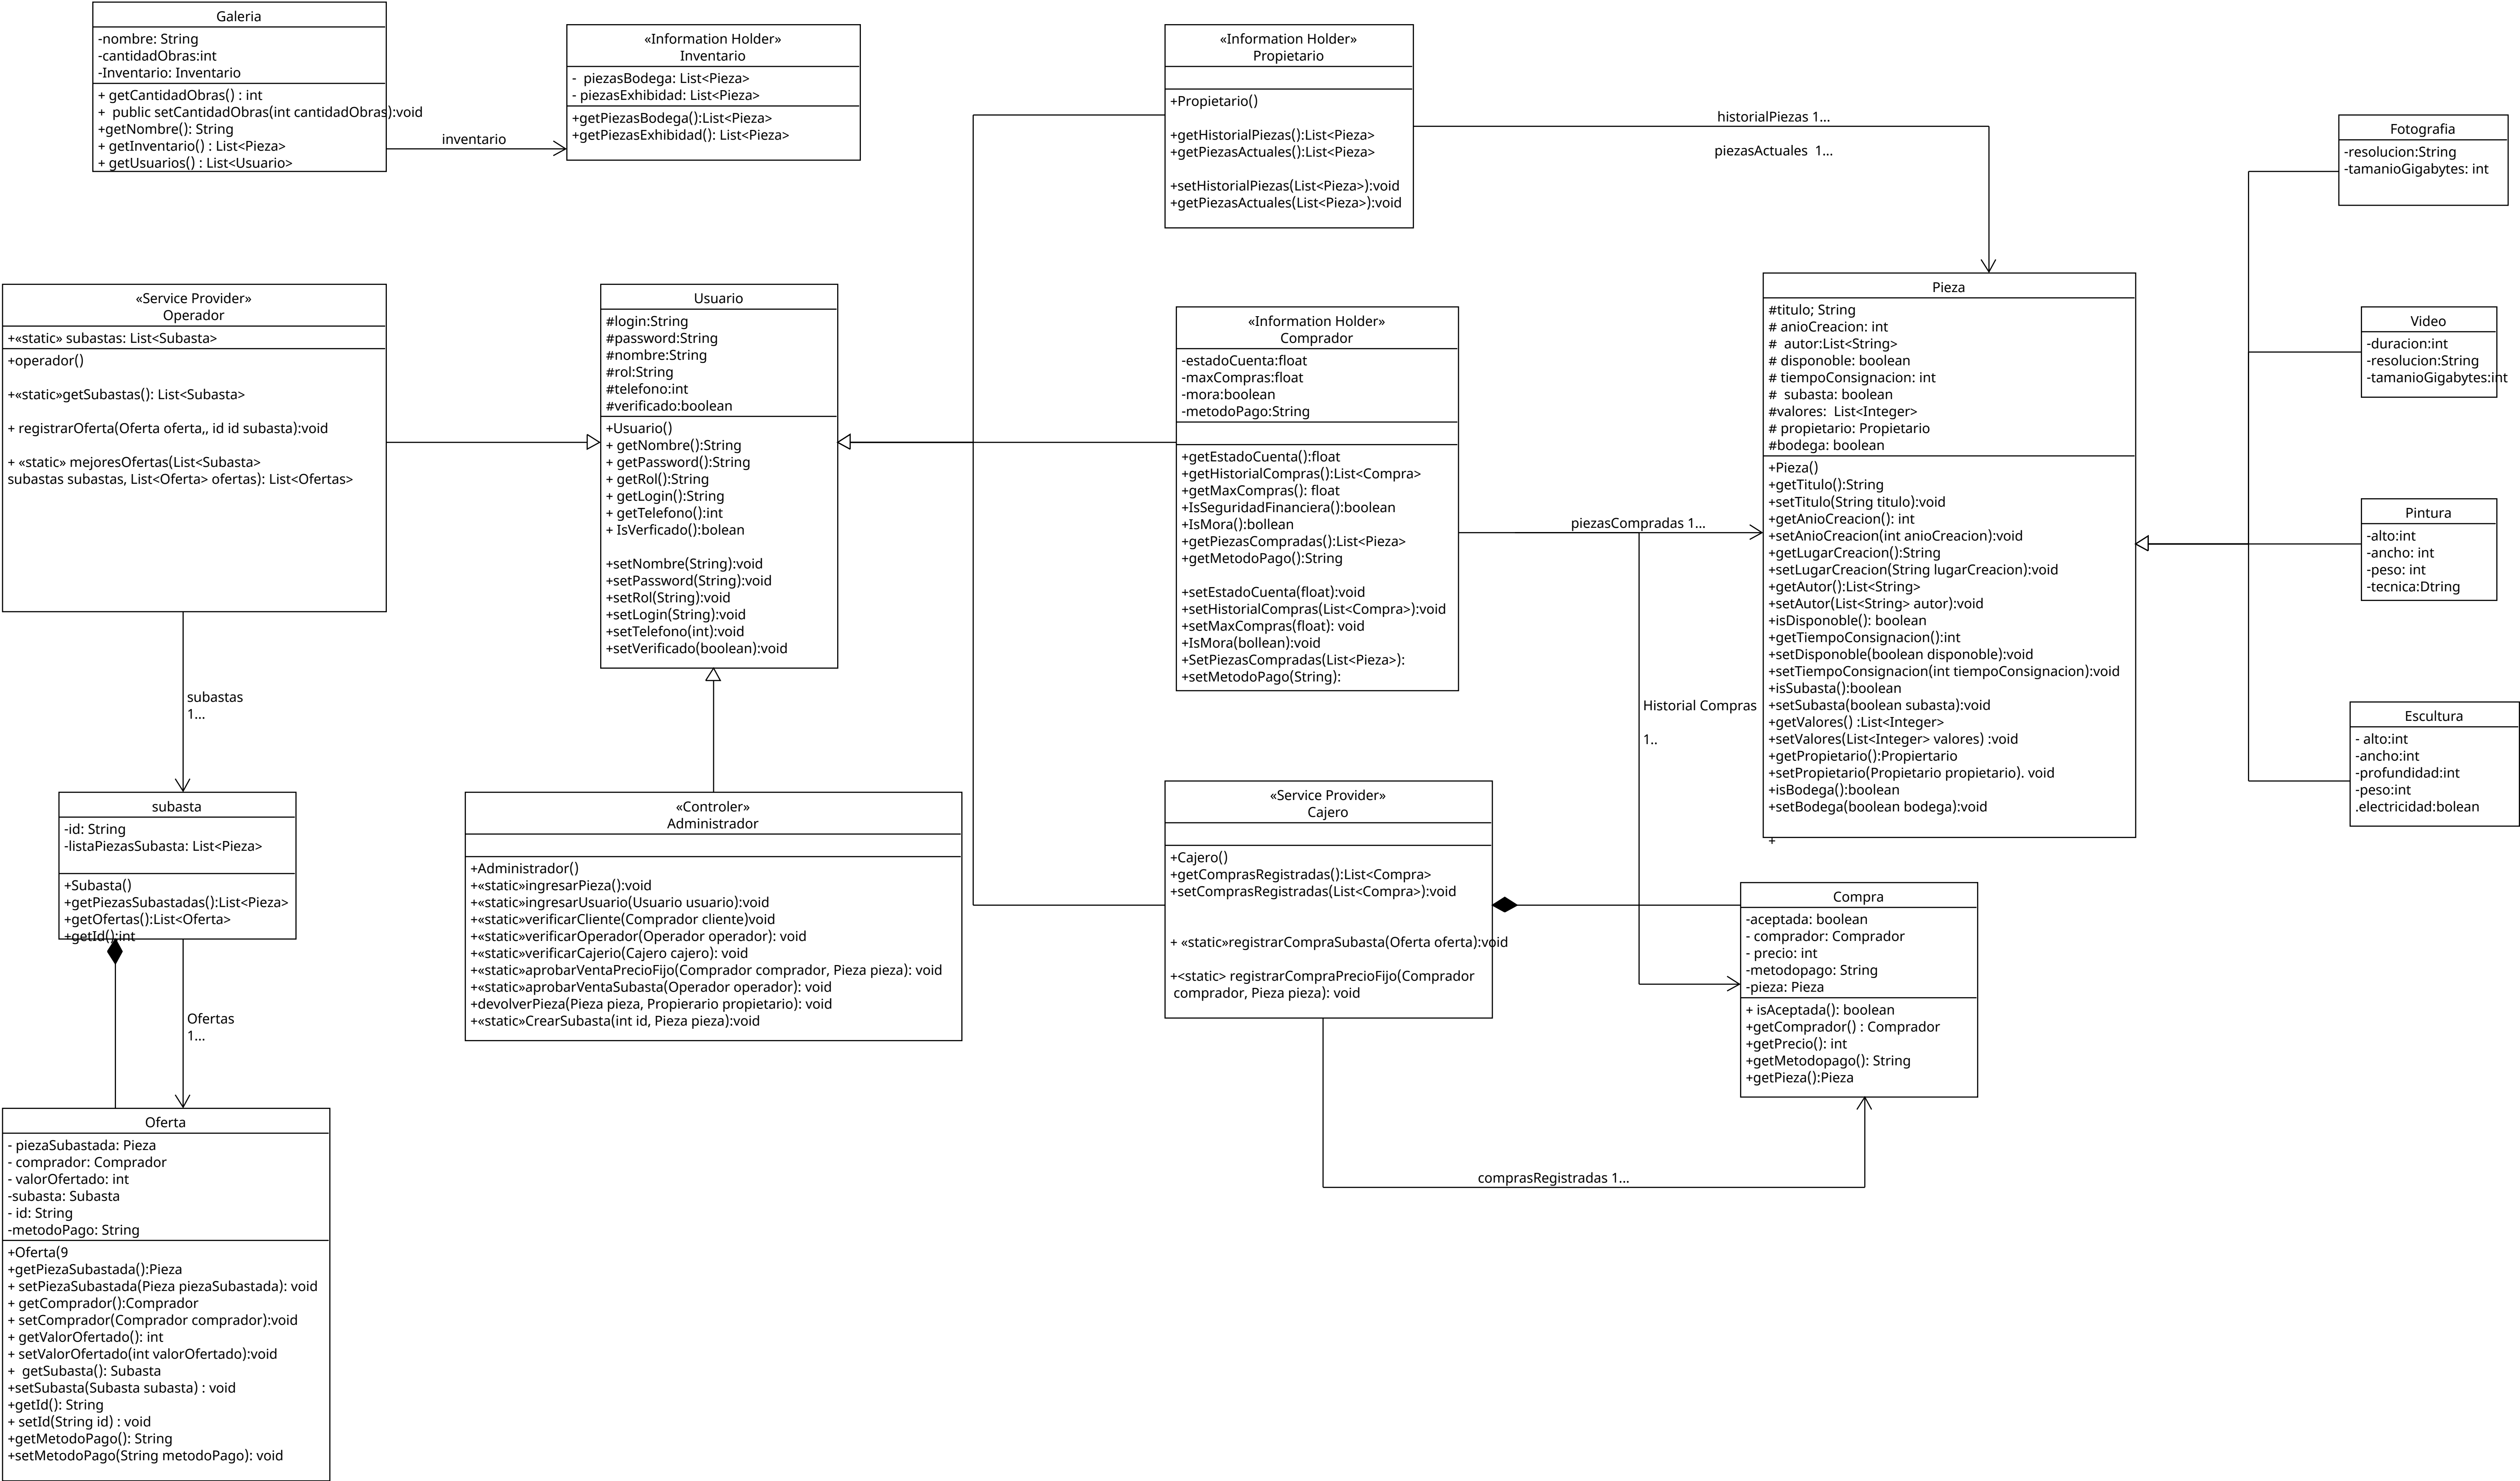 Galeria
-nombre: String
-cantidadObras:int
-Inventario: Inventario
+ getCantidadObras() : int
+  public setCantidadObras(int cantidadObras):void
+getNombre(): String
+ getInventario() : List<Pieza>
+ getUsuarios() : List<Usuario>
inventario
«Information Holder»
Inventario
-  piezasBodega: List<Pieza>
- piezasExhibidad: List<Pieza>
+getPiezasBodega():List<Pieza>
+getPiezasExhibidad(): List<Pieza>
«Information Holder»
Propietario
+Propietario()
+getHistorialPiezas():List<Pieza>
+getPiezasActuales():List<Pieza>
+setHistorialPiezas(List<Pieza>):void
+getPiezasActuales(List<Pieza>):void
historialPiezas 1...
piezasActuales  1...
Fotografia
-resolucion:String
-tamanioGigabytes: int
«Service Provider»
Operador
+«static» subastas: List<Subasta>
+operador()
+«static»getSubastas(): List<Subasta>
+ registrarOferta(Oferta oferta,, id id subasta):void
+ «static» mejoresOfertas(List<Subasta>
subastas subastas, List<Oferta> ofertas): List<Ofertas>
Usuario
#login:String
#password:String
#nombre:String
#rol:String
#telefono:int
#verificado:boolean
+Usuario()
+ getNombre():String
+ getPassword():String
+ getRol():String
+ getLogin():String
+ getTelefono():int
+ IsVerficado():bolean
+setNombre(String):void
+setPassword(String):void
+setRol(String):void
+setLogin(String):void
+setTelefono(int):void
+setVerificado(boolean):void
«Information Holder»
Comprador
-estadoCuenta:float
-maxCompras:float
-mora:boolean
-metodoPago:String
+getEstadoCuenta():float
+getHistorialCompras():List<Compra>
+getMaxCompras(): float
+IsSeguridadFinanciera():boolean
+IsMora():bollean
+getPiezasCompradas():List<Pieza>
+getMetodoPago():String
+setEstadoCuenta(float):void
+setHistorialCompras(List<Compra>):void
+setMaxCompras(float): void
+IsMora(bollean):void
+SetPiezasCompradas(List<Pieza>):
+setMetodoPago(String):
piezasCompradas 1...
Historial Compras
1..
Pieza
#titulo; String
# anioCreacion: int
#  autor:List<String>
# disponoble: boolean
# tiempoConsignacion: int
#  subasta: boolean
#valores:  List<Integer>
# propietario: Propietario
#bodega: boolean
+Pieza()
+getTitulo():String
+setTitulo(String titulo):void
+getAnioCreacion(): int
+setAnioCreacion(int anioCreacion):void
+getLugarCreacion():String
+setLugarCreacion(String lugarCreacion):void
+getAutor():List<String>
+setAutor(List<String> autor):void
+isDisponoble(): boolean
+getTiempoConsignacion():int
+setDisponoble(boolean disponoble):void
+setTiempoConsignacion(int tiempoConsignacion):void
+isSubasta():boolean
+setSubasta(boolean subasta):void
+getValores() :List<Integer>
+setValores(List<Integer> valores) :void
+getPropietario():Propiertario
+setPropietario(Propietario propietario). void
+isBodega():boolean
+setBodega(boolean bodega):void
+
Video
-duracion:int
-resolucion:String
-tamanioGigabytes:int
Pintura
-alto:int
-ancho: int
-peso: int
-tecnica:Dtring
Escultura
- alto:int
-ancho:int
-profundidad:int
-peso:int
.electricidad:bolean
subastas
1...
subasta
-id: String
-listaPiezasSubasta: List<Pieza>
+Subasta()
+getPiezasSubastadas():List<Pieza>
+getOfertas():List<Oferta>
+getId():int
Ofertas
1...
«Controler»
Administrador
+Administrador()
+«static»ingresarPieza():void
+«static»ingresarUsuario(Usuario usuario):void
+«static»verificarCliente(Comprador cliente)void
+«static»verificarOperador(Operador operador): void
+«static»verificarCajerio(Cajero cajero): void
+«static»aprobarVentaPrecioFijo(Comprador comprador, Pieza pieza): void
+«static»aprobarVentaSubasta(Operador operador): void
+devolverPieza(Pieza pieza, Propierario propietario): void
+«static»CrearSubasta(int id, Pieza pieza):void
«Service Provider»
Cajero
+Cajero()
+getComprasRegistradas():List<Compra>
+setComprasRegistradas(List<Compra>):void
+ «static»registrarCompraSubasta(Oferta oferta):void
+<static> registrarCompraPrecioFijo(Comprador
comprador, Pieza pieza): void
Compra
-aceptada: boolean
- comprador: Comprador
- precio: int
-metodopago: String
-pieza: Pieza
+ isAceptada(): boolean
+getComprador() : Comprador
+getPrecio(): int
+getMetodopago(): String
+getPieza():Pieza
comprasRegistradas 1...
Oferta
- piezaSubastada: Pieza
- comprador: Comprador
- valorOfertado: int
-subasta: Subasta
- id: String
-metodoPago: String
+Oferta(9
+getPiezaSubastada():Pieza
+ setPiezaSubastada(Pieza piezaSubastada): void
+ getComprador():Comprador
+ setComprador(Comprador comprador):void
+ getValorOfertado(): int
+ setValorOfertado(int valorOfertado):void
+  getSubasta(): Subasta
+setSubasta(Subasta subasta) : void
+getId(): String
+ setId(String id) : void
+getMetodoPago(): String
+setMetodoPago(String metodoPago): void